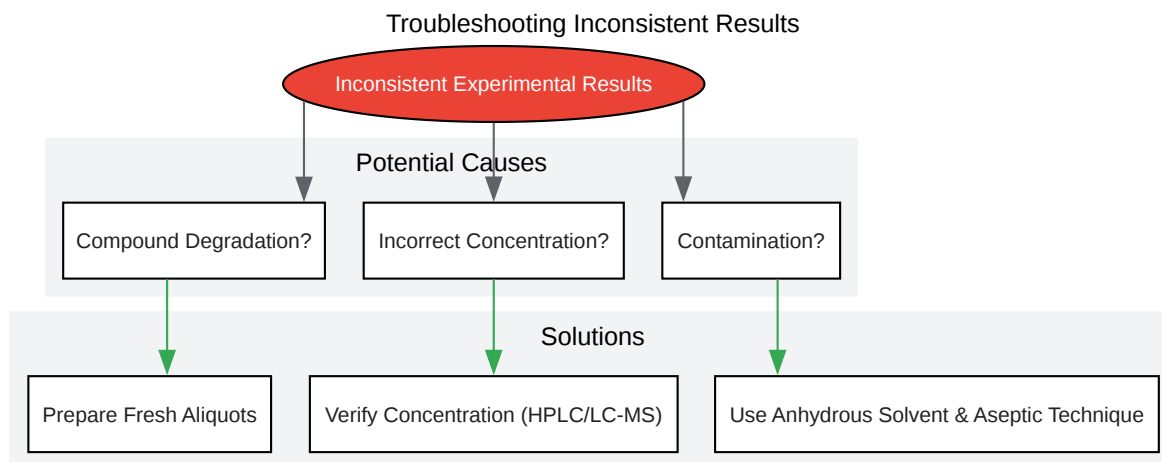 Troubleshooting Inconsistent Results
Inconsistent Experimental Results
Potential Causes
Compound Degradation?
Incorrect Concentration?
Contamination?
Solutions
Prepare Fresh Aliquots
Verify Concentration (HPLC/LC-MS)
Use Anhydrous Solvent & Aseptic Technique